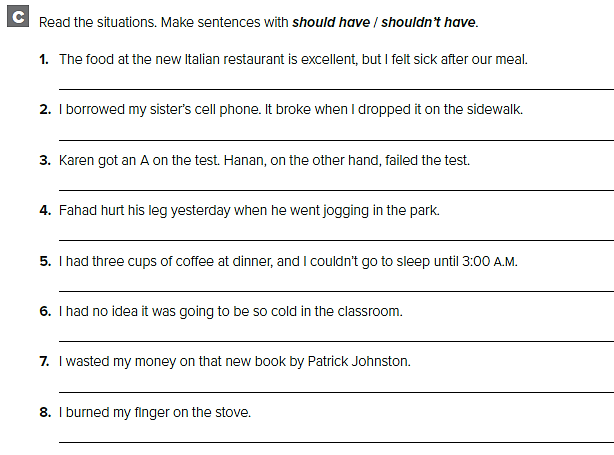 C Read the situations. Make sentences with should have / shouldn't have.
1. The food at the new Italian restaurant is excellent, but I felt sick after our meal.
2. I borrowed my sister's cell phone. It broke when I dropped it on the sidewalk.
3. Karen got an A on the test. Hanan, on the other hand, failed the test.
4. Fahad hurt his leg yesterday when he went jogging in the park.
5. I had three cups of coffee at dinner, and I couldn't go to sleep until 3:00 A.M.
6. I had no idea it was going to be so cold in the classroom.
7. I wasted my money on that new book by Patrick Johnston.
8. I burned my finger on the stove.